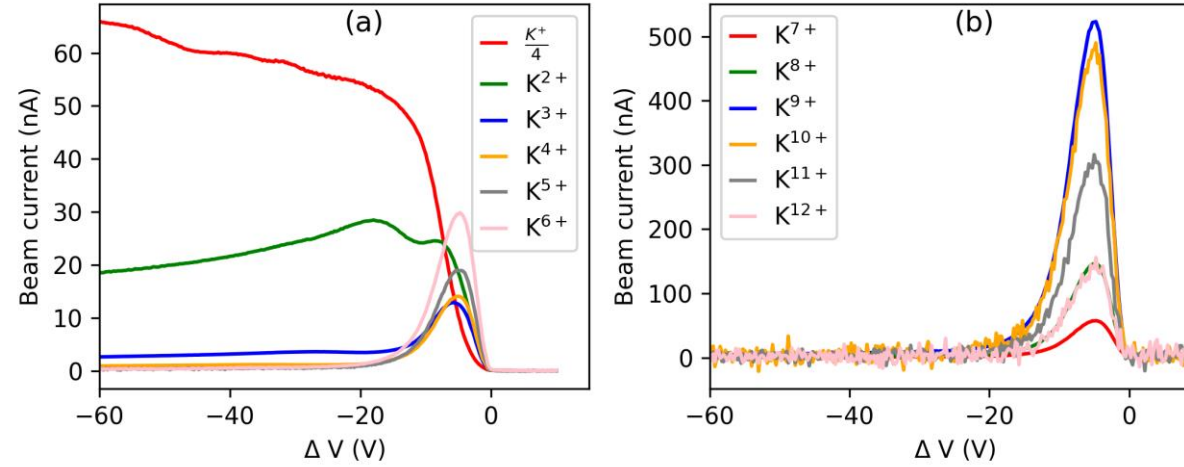 (a)
Beam current (nA)
60
50
40
30
20
10
0
−60
−40
−20
0
Δ V (V)
K⁺/4
K²⁺
K³⁺
K⁴⁺
K⁵⁺
K⁶⁺
(b)
Beam current (nA)
500
400
300
200
100
0
−60
−40
−20
0
Δ V (V)
K⁷⁺
K⁸⁺
K⁹⁺
K¹⁰⁺
K¹¹⁺
K¹²⁺